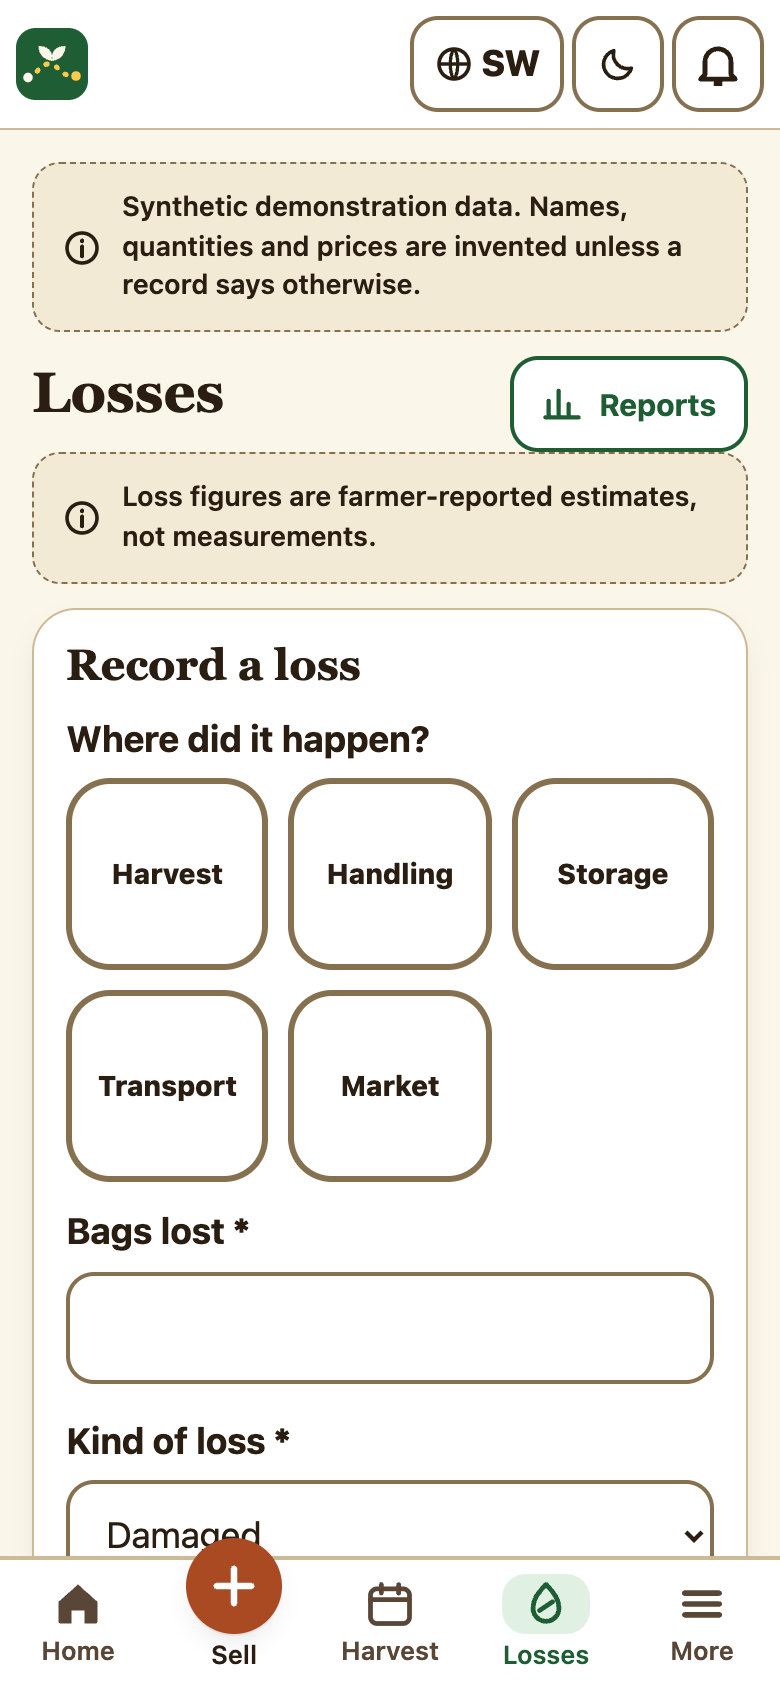 SW
Synthetic demonstration data. Names,
quantities and prices are invented unless a
record says otherwise.
Losses
Reports
Loss figures are farmer-reported estimates,
not measurements.
Record a loss
Where did it happen?
Harvest
Handling
Storage
Transport
Market
Bags lost *
Kind of loss *
Damaged
Home
Sell
Harvest
Losses
More